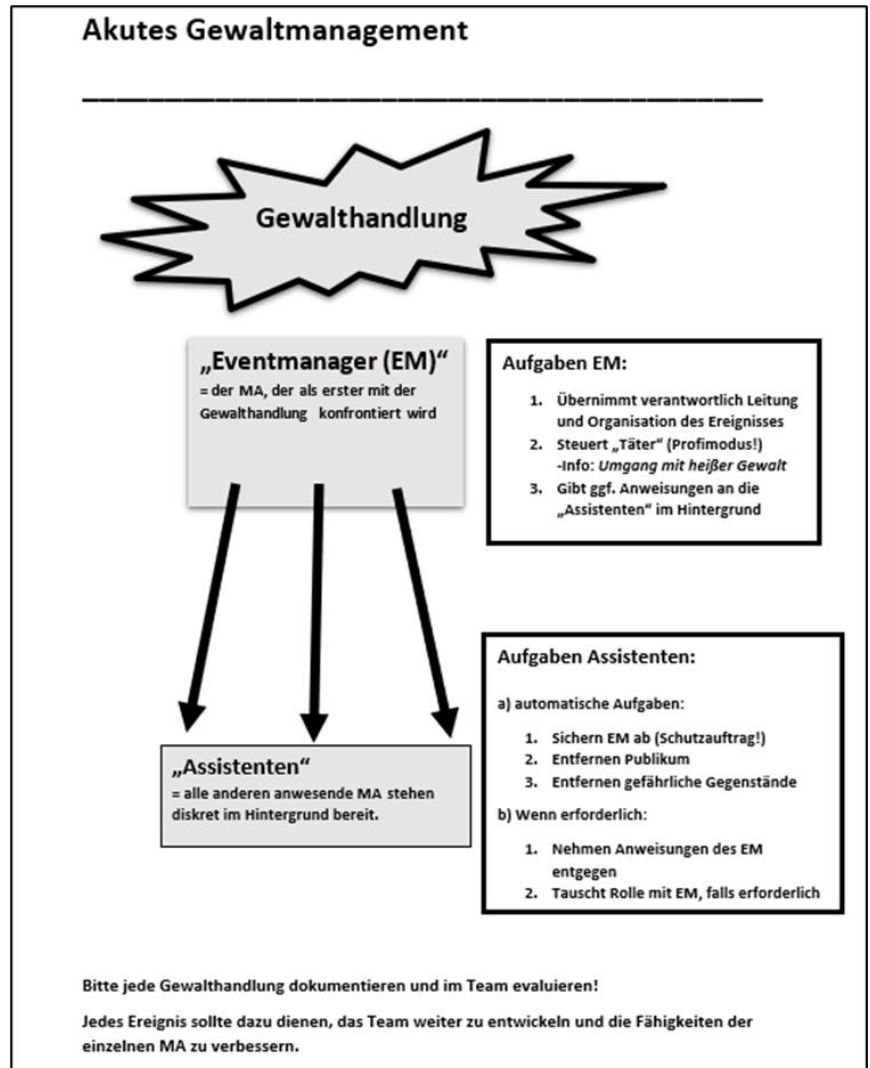 Akutes Gewaltmanagement
Gewalthandlung
„Eventmanager (EM)“
= der MA, der als erster mit der
Gewalthandlung konfrontiert wird
Aufgaben EM:
1. Übernimmt verantwortlich Leitung
und Organisation des Ereignisses
2. Steuert „Täter“ (Profimodus!)
-Info: Umgang mit heißer Gewalt
3. Gibt ggf. Anweisungen an die
„Assistenten“ im Hintergrund
„Assistenten“
= alle anderen anwesende MA stehen
diskret im Hintergrund bereit.
Aufgaben Assistenten:
a) automatische Aufgaben:
1. Sichern EM ab (Schutzauftrag!)
2. Entfernen Publikum
3. Entfernen gefährliche Gegenstände
b) Wenn erforderlich:
1. Nehmen Anweisungen des EM
entgegen
2. Tauscht Rolle mit EM, falls erforderlich
Bitte jede Gewalthandlung dokumentieren und im Team evaluieren!
Jedes Ereignis sollte dazu dienen, das Team weiter zu entwickeln und die Fähigkeiten der
einzelnen MA zu verbessern.